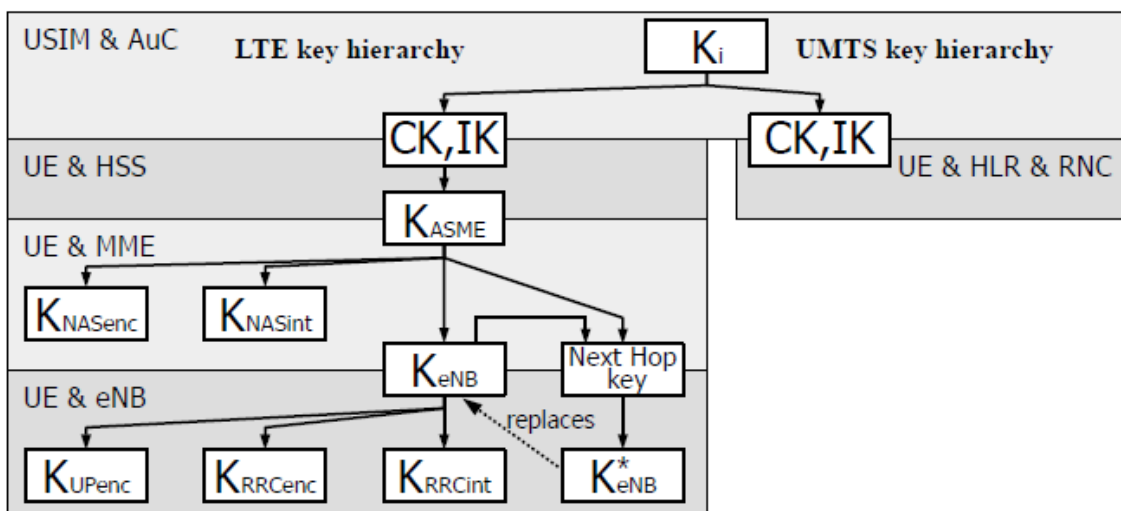 USIM & AuC
LTE key hierarchy
Ki
UMTS key hierarchy
CK,IK
CK,IK
UE & HSS
UE & HLR & RNC
KASME
UE & MME
KNASenc
KNASint
KeNB
Next Hop
key
UE & eNB
replaces
KUPenc
KRRCenc
KRRCint
K*eNB